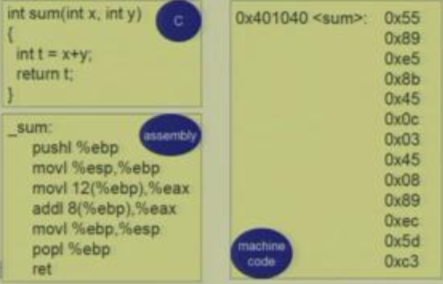 int sum(int x, int y)
{
int t = x+y;
return t;
}
C
_sum:
pushl %ebp
movl %esp,%ebp
movl 12(%ebp),%eax
addl 8(%ebp),%eax
movl %ebp,%esp
popl %ebp
ret
assembly
0x401040 <sum>: 0x55
0x89
0xe5
0x8b
0x45
0x0c
0x03
0x45
0x08
0x89
0xec
0x5d
0xc3
machine
code